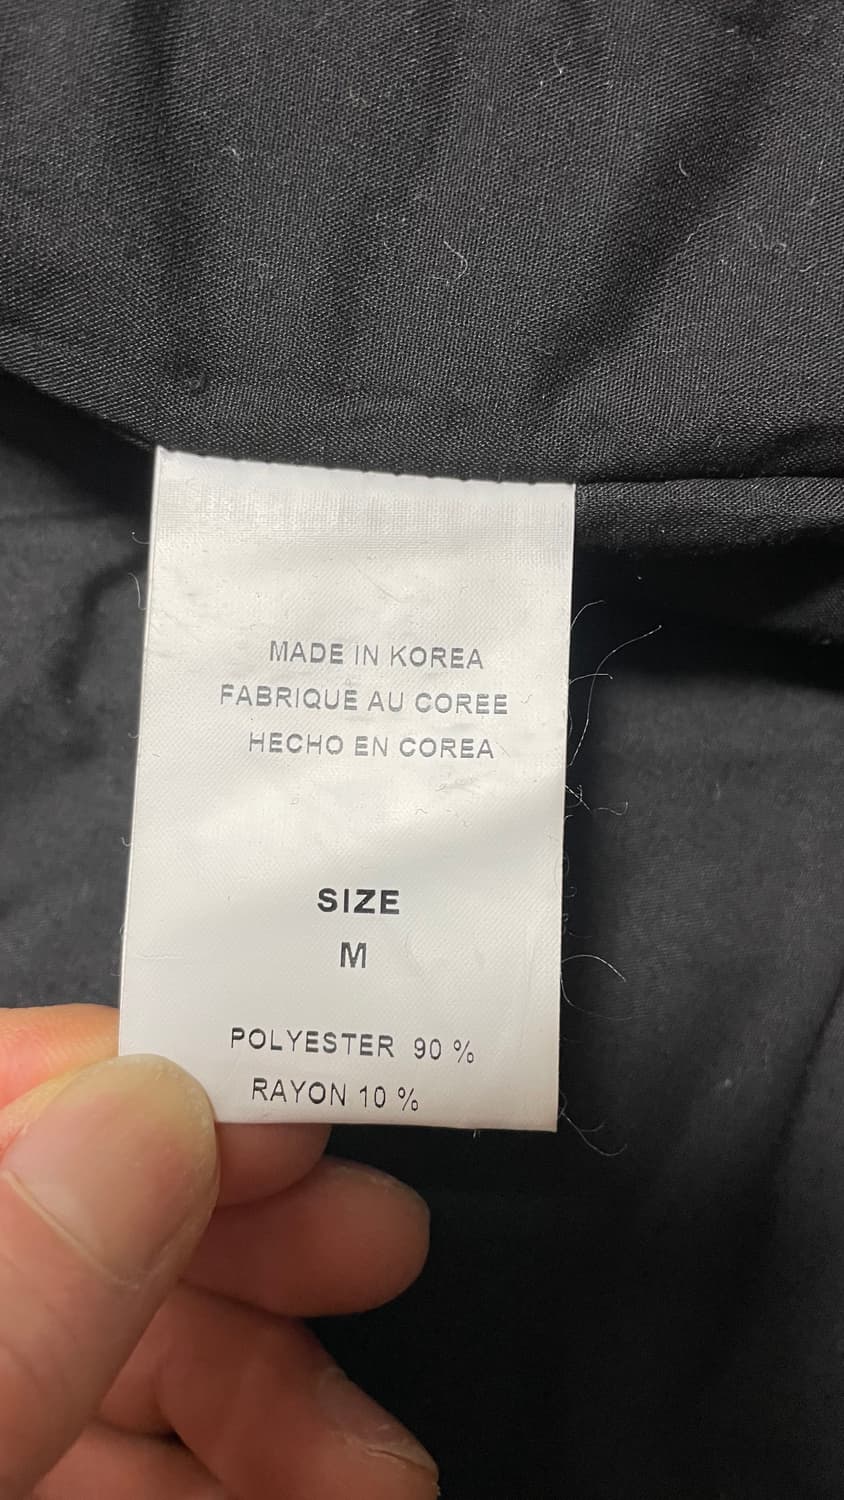 MADE IN KOREA
FABRIQUE AU COREE
HECHO EN COREA
SIZE
M
POLYESTER 90 %
RAYON 10 %